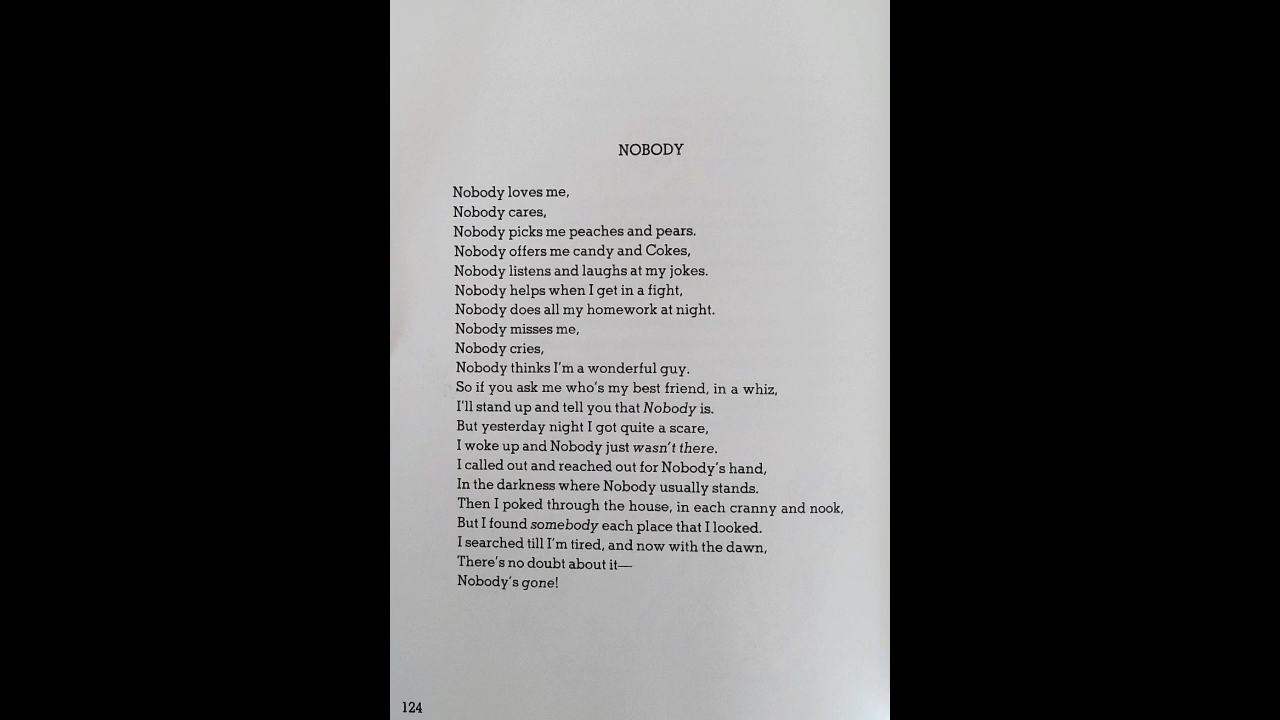 NOBODY
Nobody loves me,
Nobody cares,
Nobody picks me peaches and pears.
Nobody offers me candy and Cokes,
Nobody listens and laughs at my jokes.
Nobody helps when I get in a fight,
Nobody does all my homework at night.
Nobody misses me,
Nobody cries,
Nobody thinks I'm a wonderful guy.
So if you ask me who's my best friend, in a whiz,
I'll stand up and tell you that Nobody is.
But yesterday night I got quite a scare,
I woke up and Nobody just wasn't there.
I called out and reached out for Nobody's hand,
In the darkness where Nobody usually stands.
Then I poked through the house, in each cranny and nook,
But I found somebody each place that I looked.
I searched till I'm tired, and now with the dawn,
There's no doubt about it—
Nobody's gone!
124